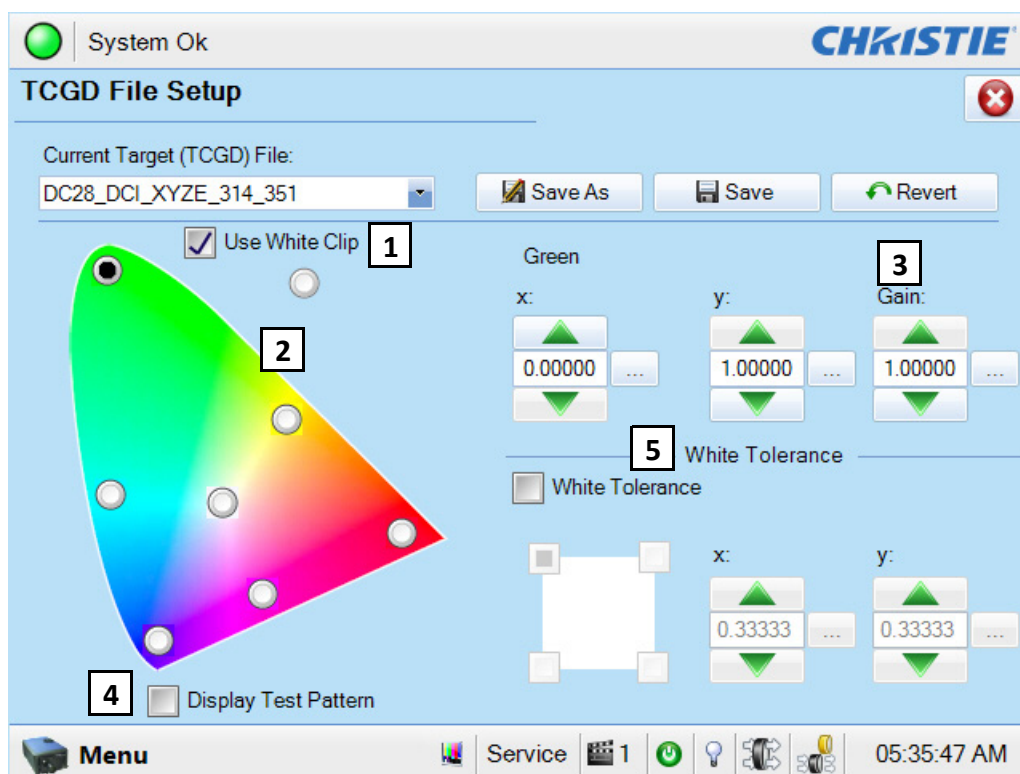 System Ok
CHRISTIE
TCGD File Setup
Current Target (TCGD) File:
DC28_DCI_XYZE_314_351
Save As
Save
Revert
Use White Clip
1
2
Green
3
x:
y:
Gain:
0.00000
...
1.00000
...
1.00000
...
5
White Tolerance
White Tolerance
x:
y:
0.33333
...
0.33333
...
4
Display Test Pattern
Menu
Service
1
05:35:47 AM